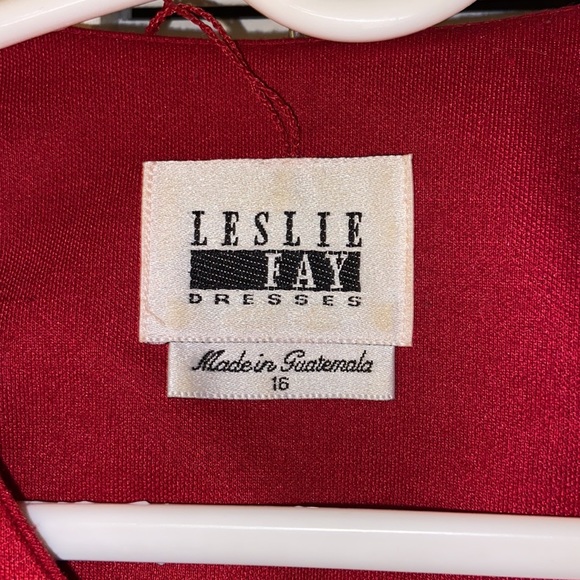 LESLIE
FAY
DRESSES
Made in Guatemala
16